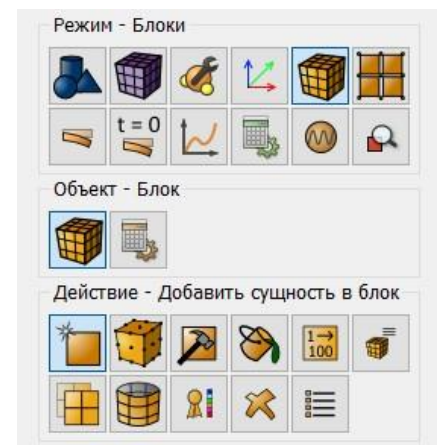 Режим - Блоки
t = 0
Объект - Блок
Действие - Добавить сущность в блок
1→
100